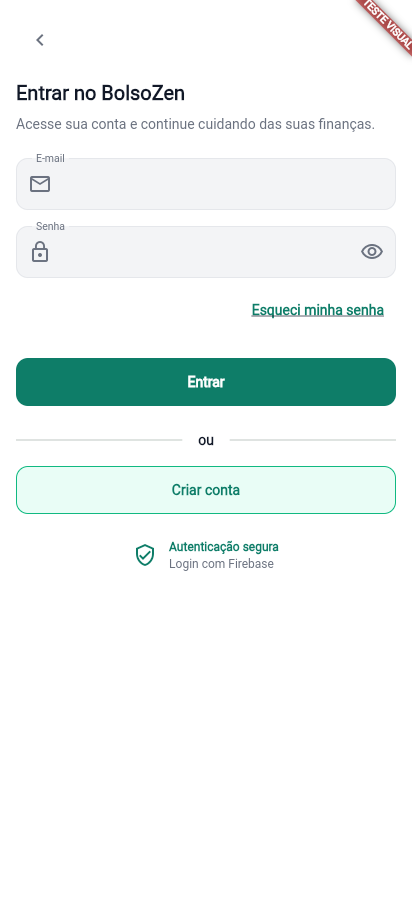 TESTE VISUAL
Entrar no BolsoZen
Acesse sua conta e continue cuidando das suas finanças.
E-mail
Senha
Esqueci minha senha
Entrar
ou
Criar conta
Autenticação segura
Login com Firebase